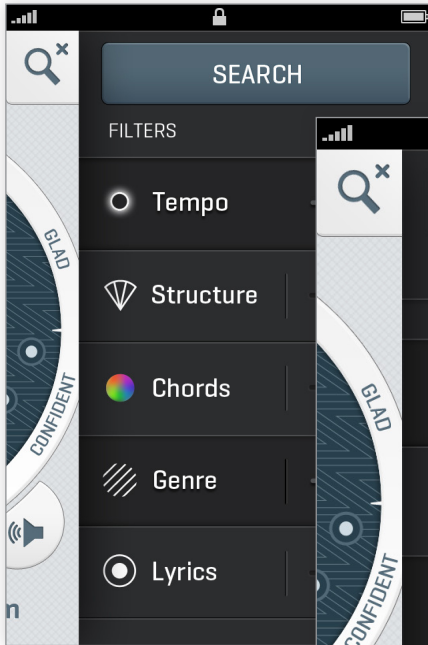 SEARCH
FILTERS
Tempo
Structure
Chords
Genre
Lyrics
GLAD
CONFIDENT
GLAD
CONFIDENT